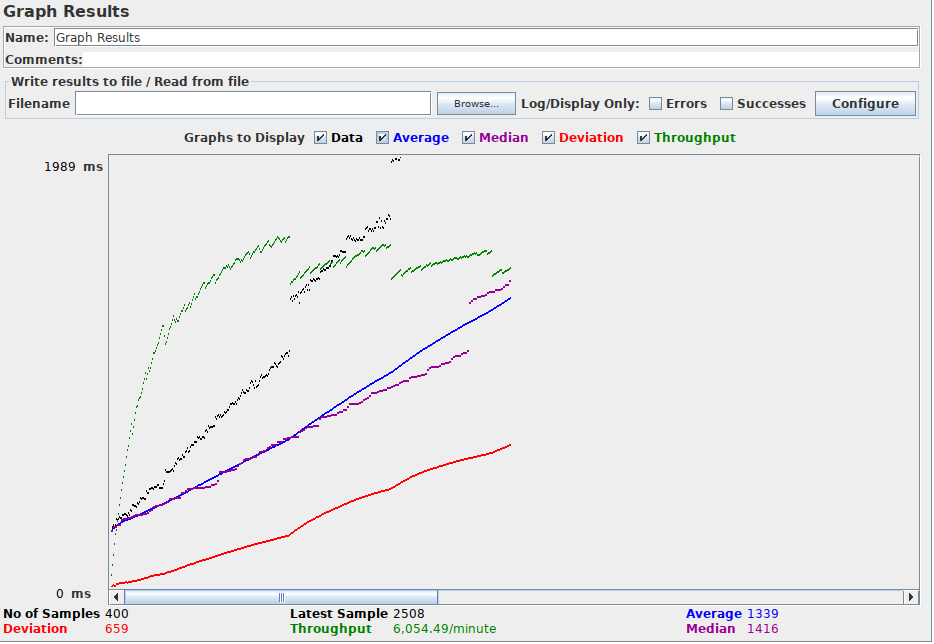 Graph Results
Name: Graph Results
Comments:
Write results to file / Read from file
Filename Browse... Log/Display Only: Errors Successes Configure
Graphs to Display Data Average Median Deviation Throughput
1989 ms
0 ms
No of Samples 400 Latest Sample 2508 Average 1339
Deviation 659 Throughput 6,054.49/minute Median 1416